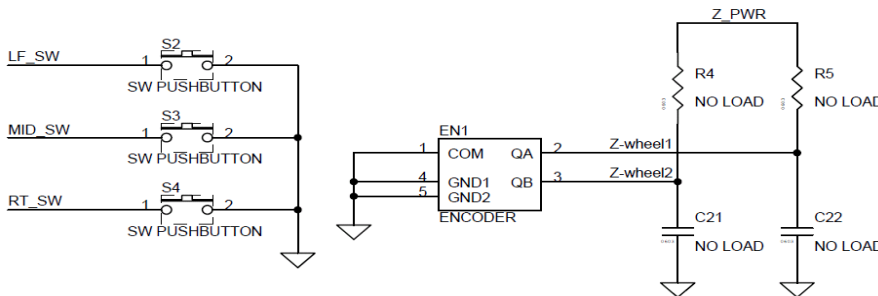 Z_PWR
S2
LF_SW
1
2
SW PUSHBUTTON
R4
NO LOAD
R5
NO LOAD
S3
MID_SW
1
2
SW PUSHBUTTON
EN1
1
COM
QA
2
Z-wheel1
4
GND1
QB
3
Z-wheel2
5
GND2
ENCODER
S4
RT_SW
1
2
SW PUSHBUTTON
C21
NO LOAD
C22
NO LOAD